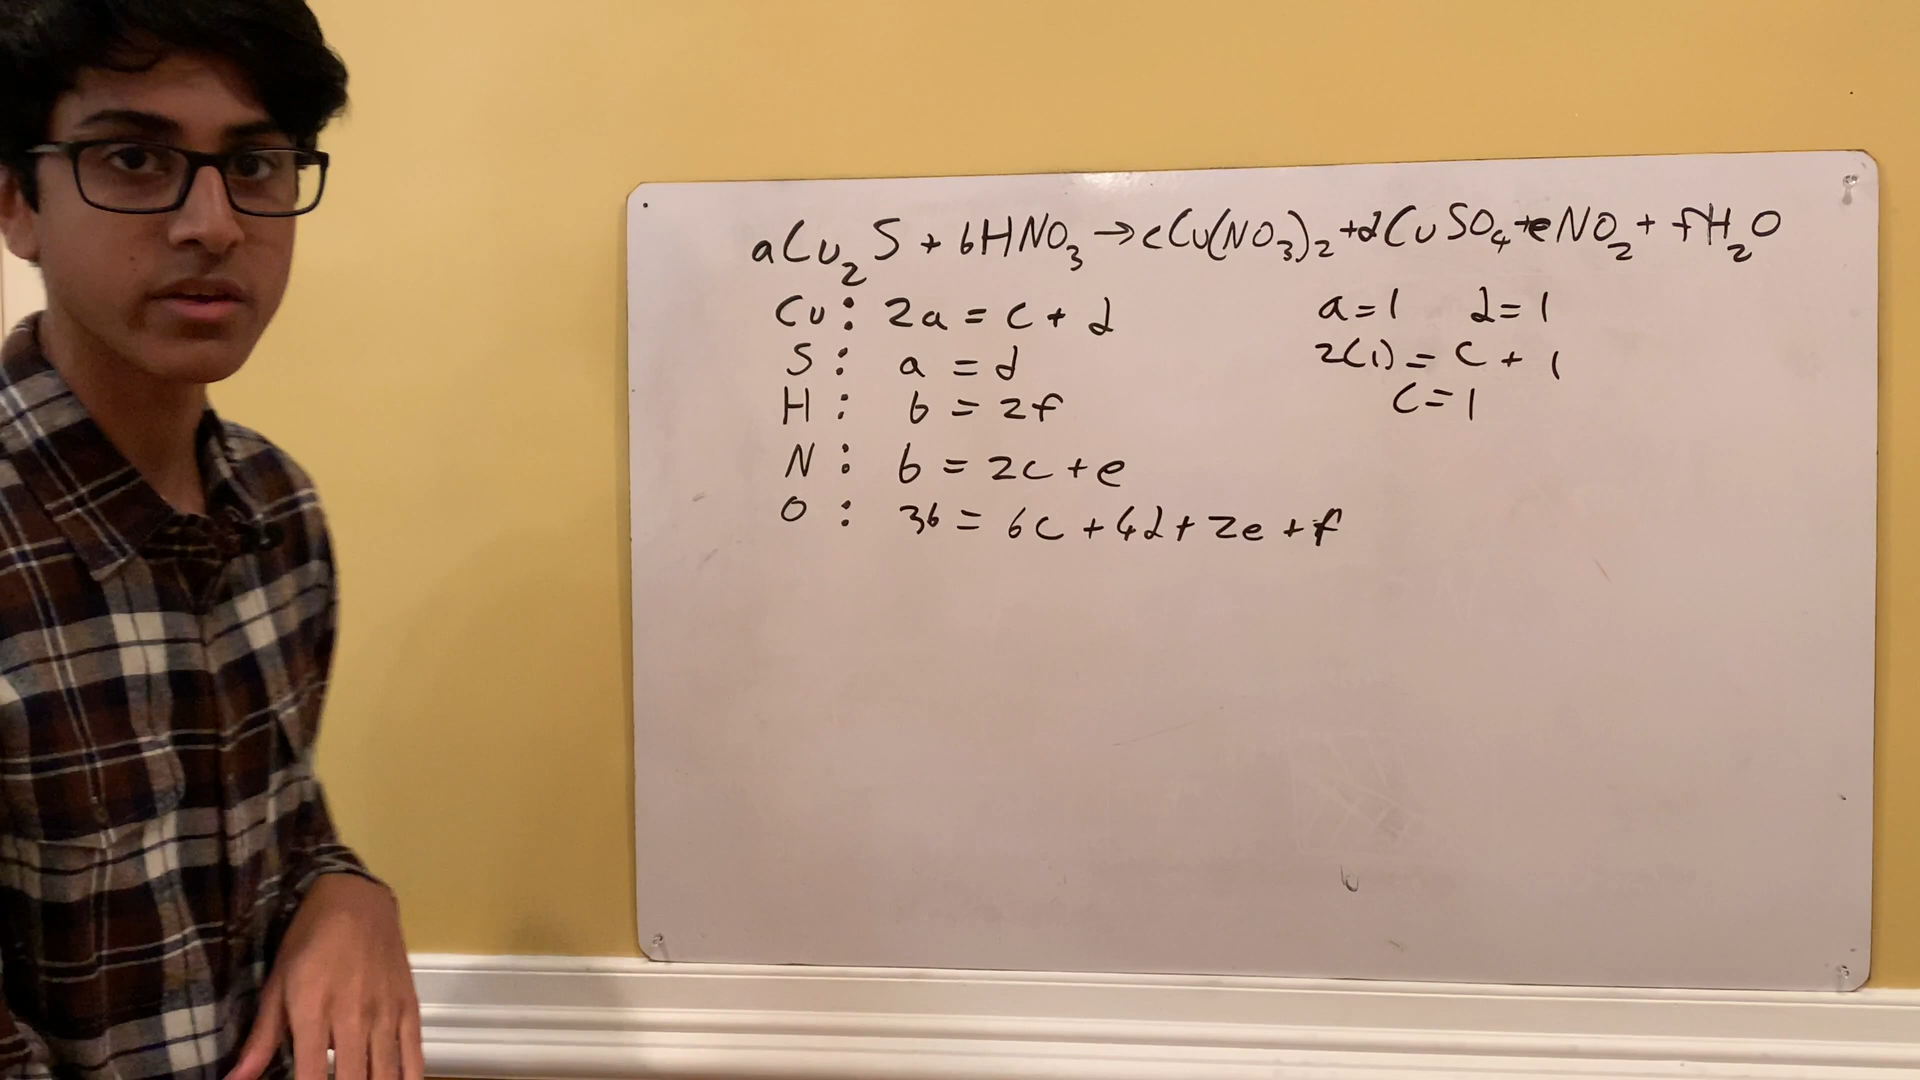 aCu₂S + bHNO₃ → cCu(NO₃)₂ + dCuSO₄ + eNO₂ + fH₂O
Cu: 2a = c + d
S: a = d
H: b = 2f
N: b = 2c + e
O: 3b = 6c + 4d + 2e + f
a = 1 d = 1
2(1) = c + 1
c = 1